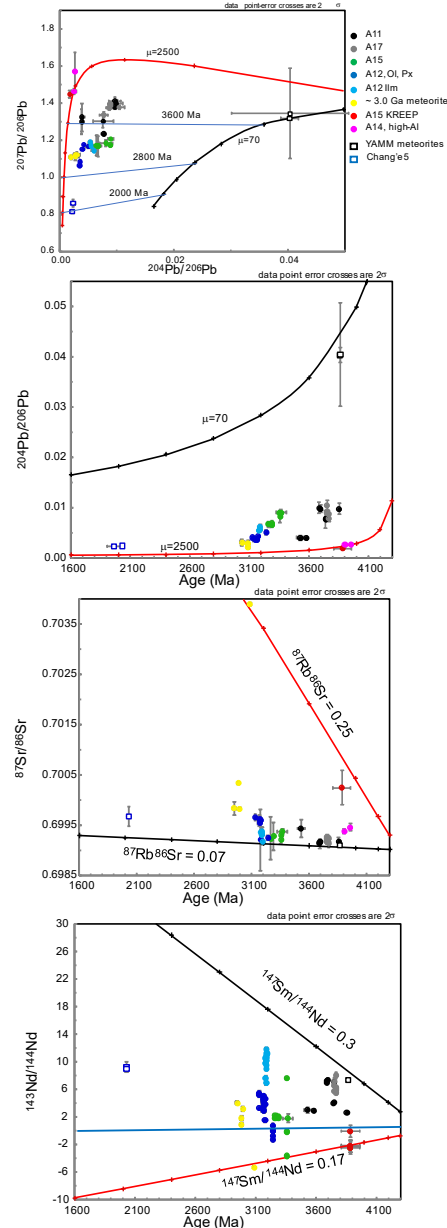 data point error crosses are 2 σ
²⁰⁷Pb/²⁰⁶Pb
1.8
1.6
1.4
1.2
1.0
0.8
0.6
μ=2500
3600 Ma
μ=70
2800 Ma
2000 Ma
0.00
0.02
0.04
²⁰⁴Pb/²⁰⁶Pb
A11
A17
A15
A12, Ol, Px
A12 Ilm
~ 3.0 Ga meteorite
A15 KREEP
A14, high-Al
YAMM meteorites
Chang'e5
data point error crosses are 2σ
²⁰⁴Pb/²⁰⁶Pb
0.05
0.04
0.03
0.02
0.01
0.00
μ=70
μ=2500
1600 2100 2600 3100 3600 4100
Age (Ma)
data point error crosses are 2σ
⁸⁷Sr/⁸⁶Sr
0.7035
0.7025
0.7015
0.7005
0.6995
0.6985
⁸⁷Rb⁸⁶Sr = 0.25
⁸⁷Rb⁸⁶Sr = 0.07
1600 2100 2600 3100 3600 4100
Age (Ma)
data point error crosses are 2σ
¹⁴³Nd/¹⁴⁴Nd
30
26
22
18
14
10
6
2
-2
-6
-10
¹⁴⁷Sm/¹⁴⁴Nd = 0.3
¹⁴⁷Sm/¹⁴⁴Nd = 0.17
1600 2100 2600 3100 3600 4100
Age (Ma)